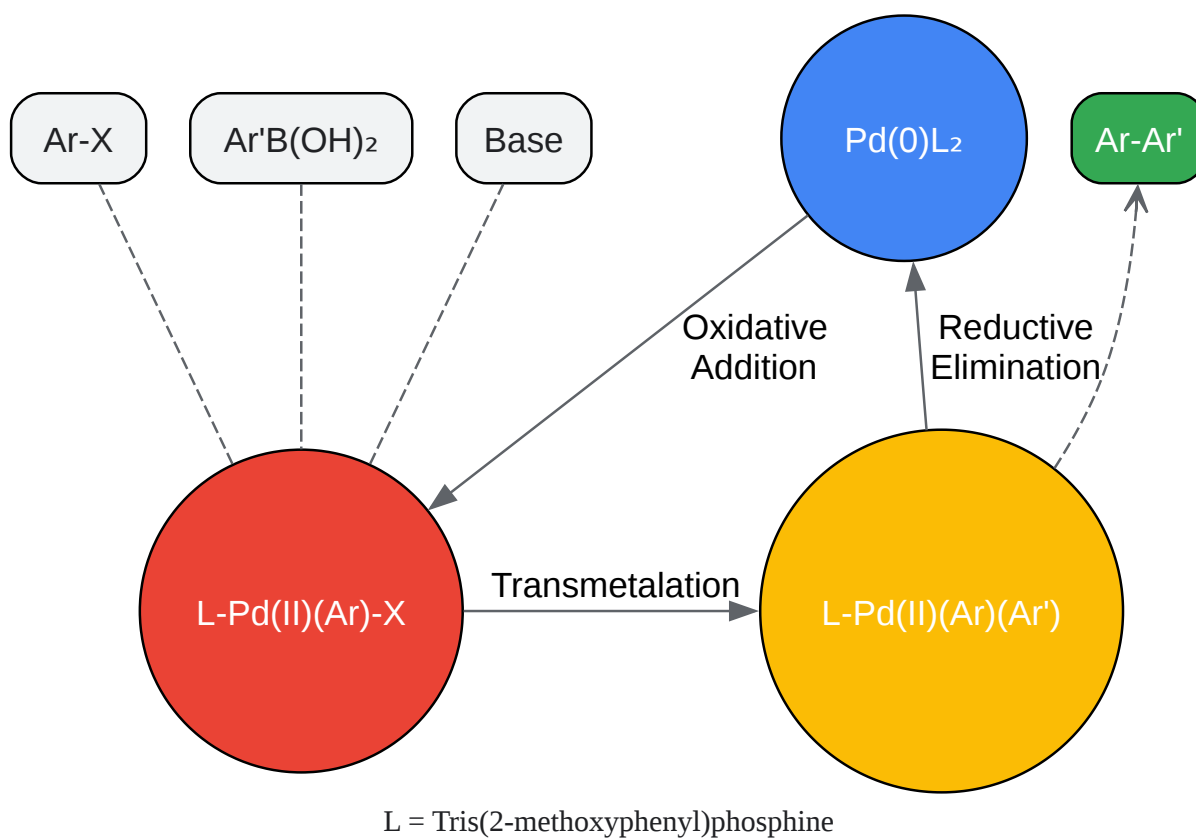 Ar-X
Ar'B(OH)₂
Base
Pd(0)L₂
Ar-Ar'
Oxidative
Addition
Reductive
Elimination
L-Pd(II)(Ar)-X
Transmetalation
L-Pd(II)(Ar)(Ar')
L = Tris(2-methoxyphenyl)phosphine